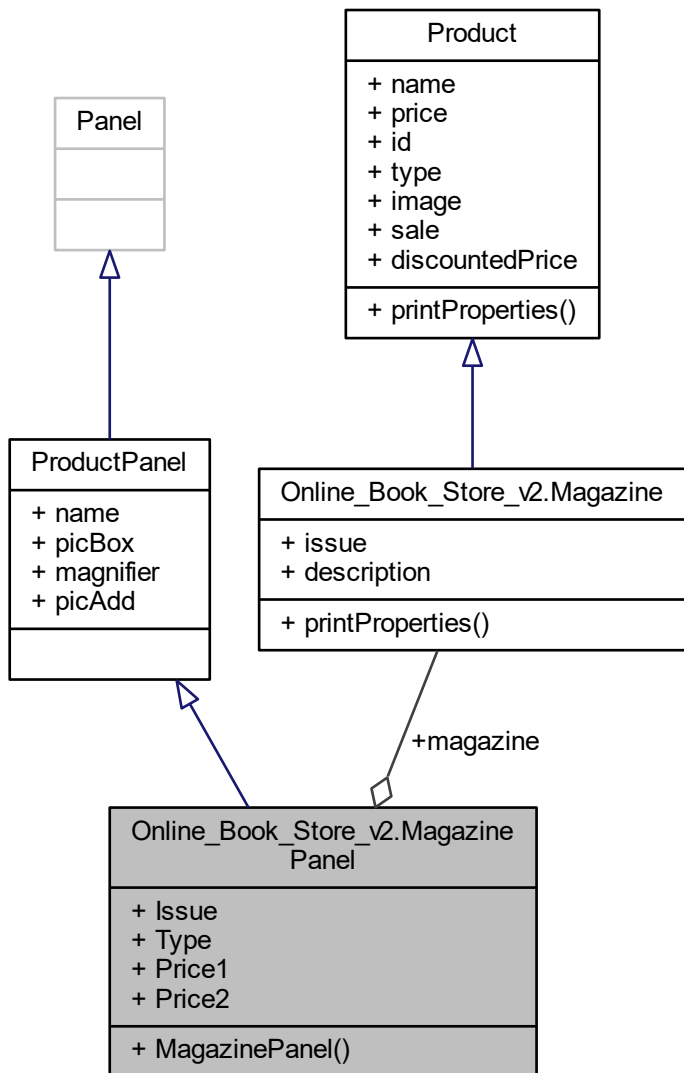 Product
+ name
+ price
+ id
+ type
+ image
+ sale
+ discountedPrice
+ printProperties()
Panel
ProductPanel
+ name
+ picBox
+ magnifier
+ picAdd
Online_Book_Store_v2.Magazine
+ issue
+ description
+ printProperties()
+magazine
Online_Book_Store_v2.Magazine
Panel
+ Issue
+ Type
+ Price1
+ Price2
+ MagazinePanel()